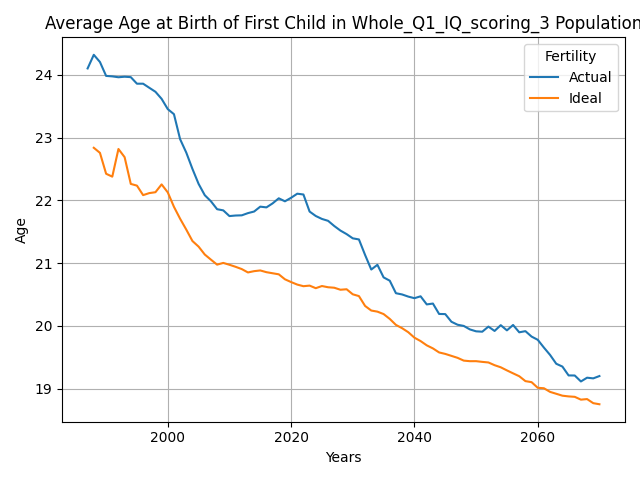 Average Age at Birth of First Child in Whole_Q1_IQ_scoring_3 Population
Fertility
Actual
Ideal
24
23
22
21
20
19
Age
2000
2020
2040
2060
Years